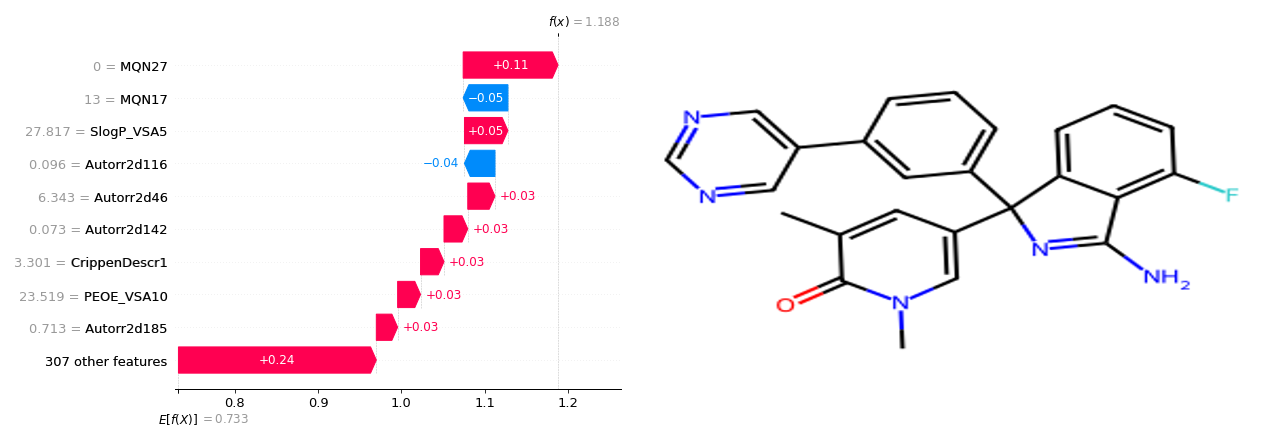 f(x) = 1.188
0 = MQN27
+0.11
13 = MQN17
−0.05
27.817 = SlogP_VSA5
+0.05
0.096 = Autorr2d116
−0.04
6.343 = Autorr2d46
+0.03
0.073 = Autorr2d142
+0.03
3.301 = CrippenDescr1
+0.03
23.519 = PEOE_VSA10
+0.03
0.713 = Autorr2d185
+0.03
307 other features
+0.24
0.8 0.9 1.0 1.1 1.2
E[f(X)] = 0.733
N
N
F
N
NH₂
O
N